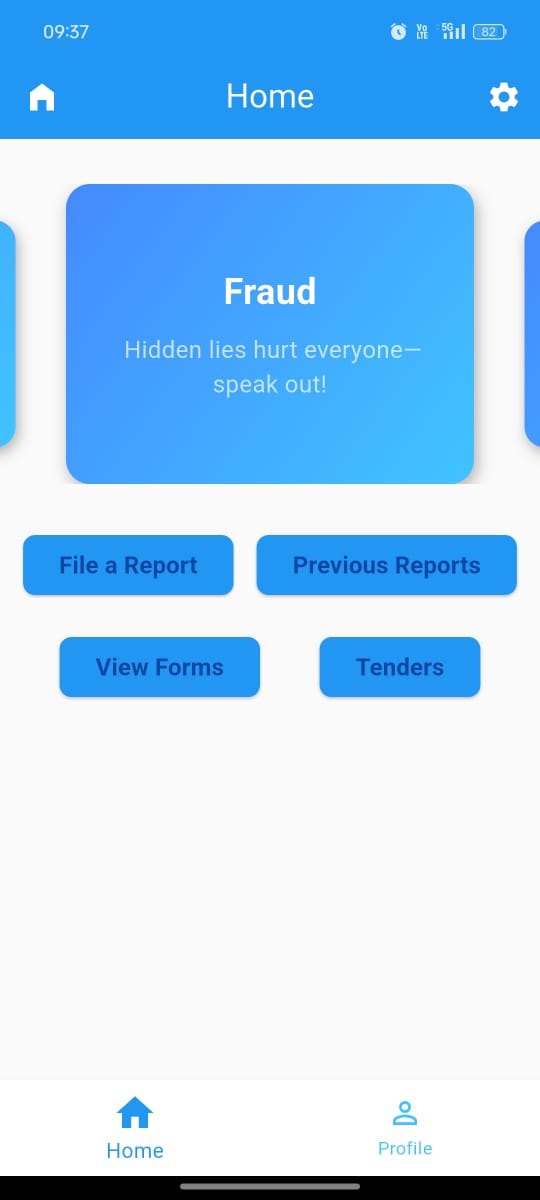 09:37
Vo
LTE
5G
82
Home
Fraud
Hidden lies hurt everyone—
speak out!
File a Report
Previous Reports
View Forms
Tenders
Home
Profile